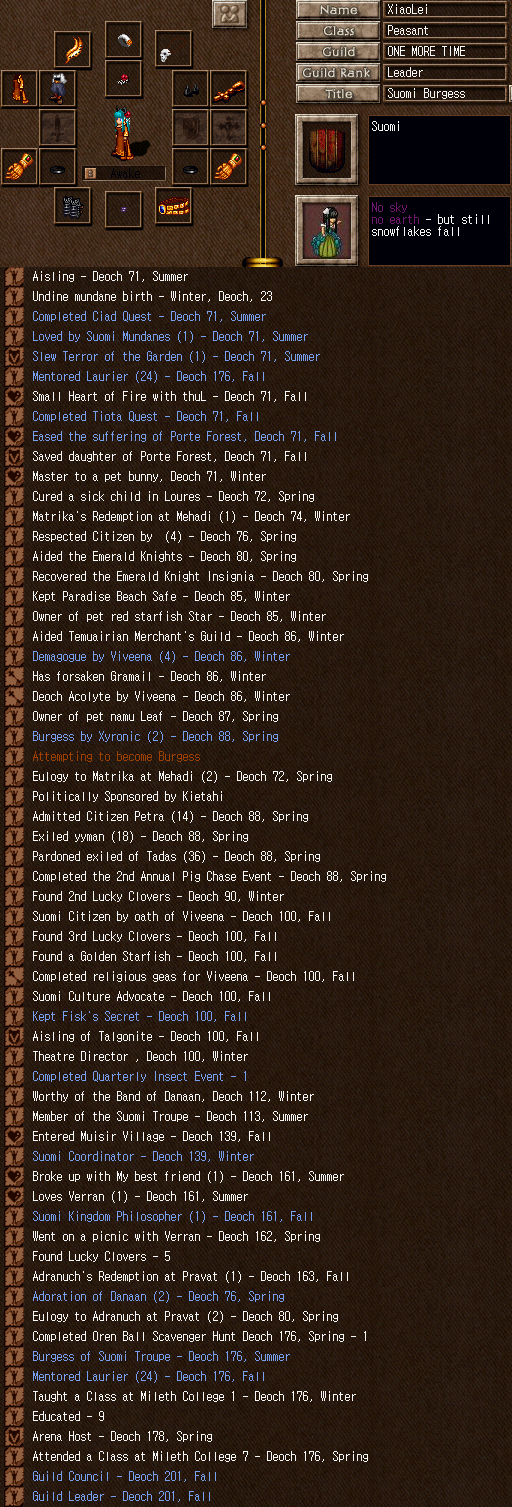 Name XiaoLei
Class Peasant
Guild ONE MORE TIME
Guild Rank Leader
Title Suomi Burgess
Suomi
Awake
No sky
no earth - but still
snowflakes fall
Aisling - Deoch 71, Summer
Undine mundane birth - Winter, Deoch, 23
Completed Ciad Quest - Deoch 71, Summer
Loved by Suomi Mundanes (1) - Deoch 71, Summer
Slew Terror of the Garden (1) - Deoch 71, Summer
Mentored Laurier (24) - Deoch 176, Fall
Small Heart of Fire with thuL - Deoch 71, Fall
Completed Tiota Quest - Deoch 71, Fall
Eased the suffering of Porte Forest, Deoch 71, Fall
Saved daughter of Porte Forest, Deoch 71, Fall
Master to a pet bunny, Deoch 71, Winter
Cured a sick child in Loures - Deoch 72, Spring
Matrika's Redemption at Mehadi (1) - Deoch 74, Winter
Respected Citizen by  (4) - Deoch 76, Spring
Aided the Emerald Knights - Deoch 80, Spring
Recovered the Emerald Knight Insignia - Deoch 80, Spring
Kept Paradise Beach Safe - Deoch 85, Winter
Owner of pet red starfish Star - Deoch 85, Winter
Aided Temuairian Merchant's Guild - Deoch 86, Winter
Demagogue by Viveena (4) - Deoch 86, Winter
Has forsaken Gramail - Deoch 86, Winter
Deoch Acolyte by Viveena - Deoch 86, Winter
Owner of pet namu Leaf - Deoch 87, Spring
Burgess by Xyronic (2) - Deoch 88, Spring
Attempting to become Burgess
Eulogy to Matrika at Mehadi (2) - Deoch 72, Spring
Politically Sponsored by Kietahi
Admitted Citizen Petra (14) - Deoch 88, Spring
Exiled yyman (18) - Deoch 88, Spring
Pardoned exiled of Tadas (36) - Deoch 88, Spring
Completed the 2nd Annual Pig Chase Event - Deoch 88, Spring
Found 2nd Lucky Clovers - Deoch 90, Winter
Suomi Citizen by oath of Viveena - Deoch 100, Fall
Found 3rd Lucky Clovers - Deoch 100, Fall
Found a Golden Starfish - Deoch 100, Fall
Completed religious geas for Viveena - Deoch 100, Fall
Suomi Culture Advocate - Deoch 100, Fall
Kept Fisk's Secret - Deoch 100, Fall
Aisling of Talgonite - Deoch 100, Fall
Theatre Director , Deoch 100, Winter
Completed Quarterly Insect Event - 1
Worthy of the Band of Danaan, Deoch 112, Winter
Member of the Suomi Troupe - Deoch 113, Summer
Entered Muisir Village - Deoch 139, Fall
Suomi Coordinator - Deoch 139, Winter
Broke up with My best friend (1) - Deoch 161, Summer
Loves Verran (1) - Deoch 161, Summer
Suomi Kingdom Philosopher (1) - Deoch 161, Fall
Went on a picnic with Verran - Deoch 162, Spring
Found Lucky Clovers - 5
Adranuch's Redemption at Pravat (1) - Deoch 163, Fall
Adoration of Danaan (2) - Deoch 76, Spring
Eulogy to Adranuch at Pravat (2) - Deoch 80, Spring
Completed Oren Ball Scavenger Hunt Deoch 176, Spring - 1
Burgess of Suomi Troupe - Deoch 176, Summer
Mentored Laurier (24) - Deoch 176, Fall
Taught a Class at Mileth College 1 - Deoch 176, Winter
Educated - 9
Arena Host - Deoch 178, Spring
Attended a Class at Mileth College 7 - Deoch 176, Spring
Guild Council - Deoch 201, Fall
Guild Leader - Deoch 201, Fall